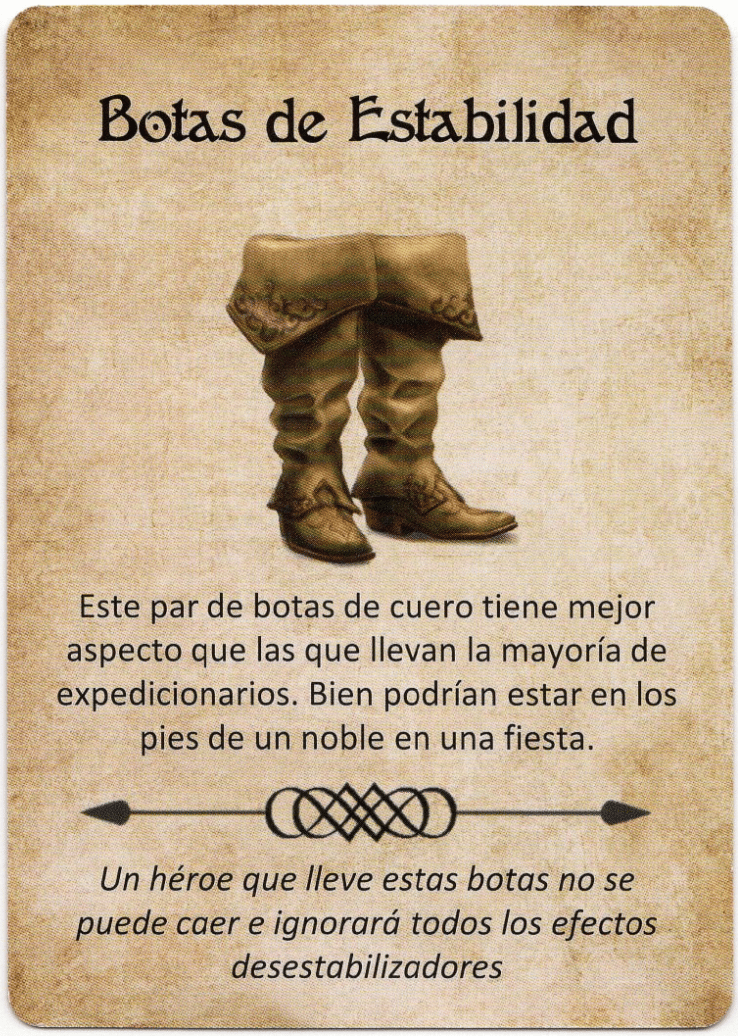 Botas de Estabilidad
Este par de botas de cuero tiene mejor
aspecto que las que llevan la mayoría de
expedicionarios. Bien podrían estar en los
pies de un noble en una fiesta.
Un héroe que lleve estas botas no se
puede caer e ignorará todos los efectos
desestabilizadores